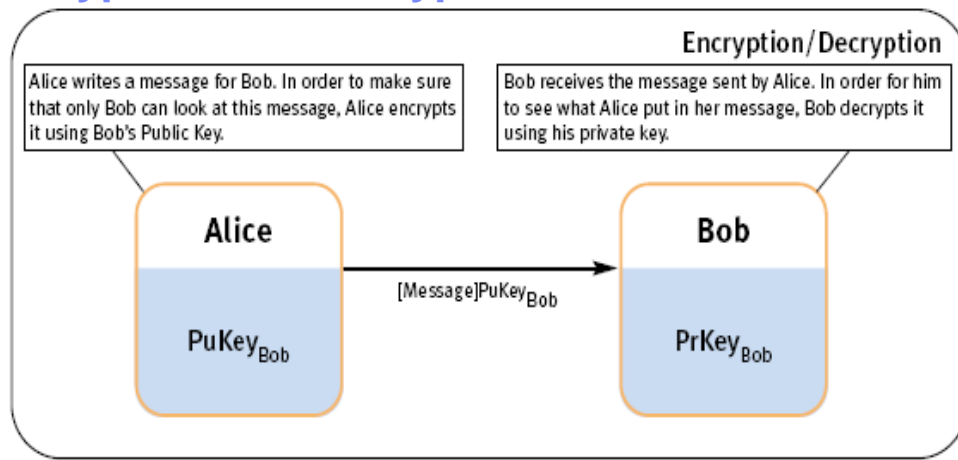 Encryption/Decryption
Alice writes a message for Bob. In order to make sure
that only Bob can look at this message, Alice encrypts
it using Bob's Public Key.
Bob receives the message sent by Alice. In order for him
to see what Alice put in her message, Bob decrypts it
using his private key.
Alice
Bob
[Message]PuKeyBob
PuKeyBob
PrKeyBob